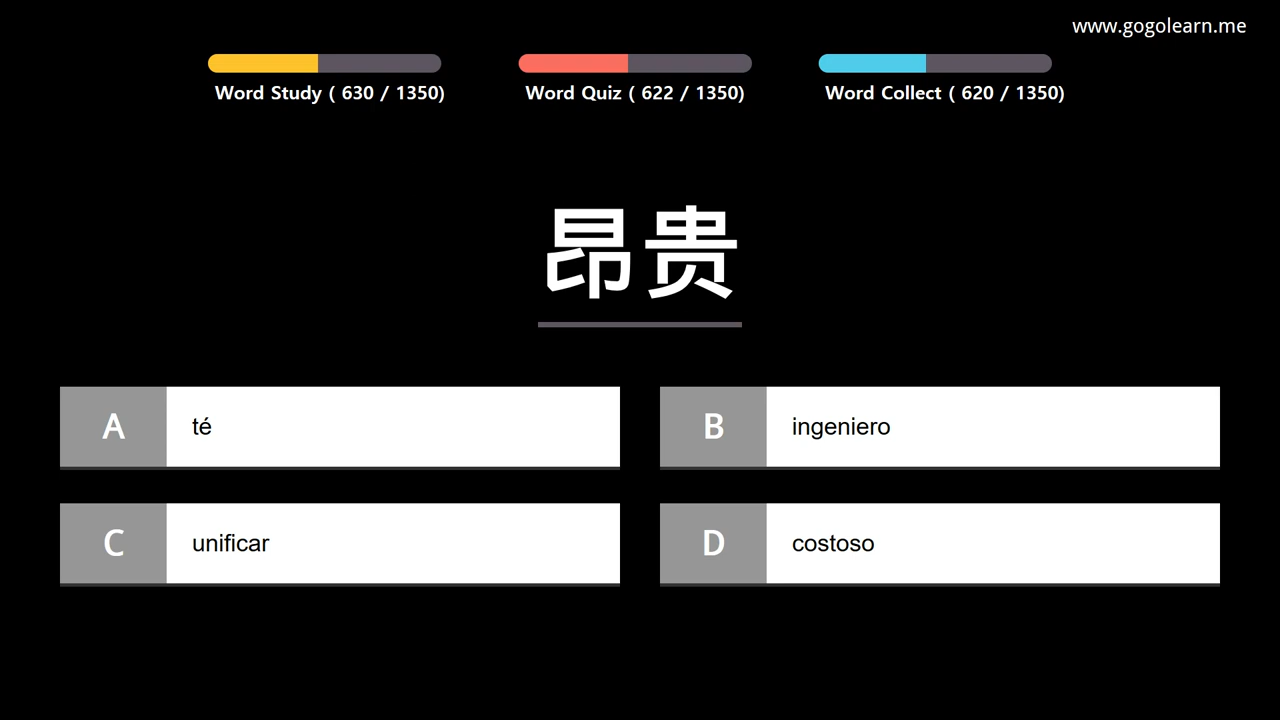 www.gogolearn.me
Word Study ( 630 / 1350)
Word Quiz ( 622 / 1350)
Word Collect ( 620 / 1350)
昂贵
A té
B ingeniero
C unificar
D costoso